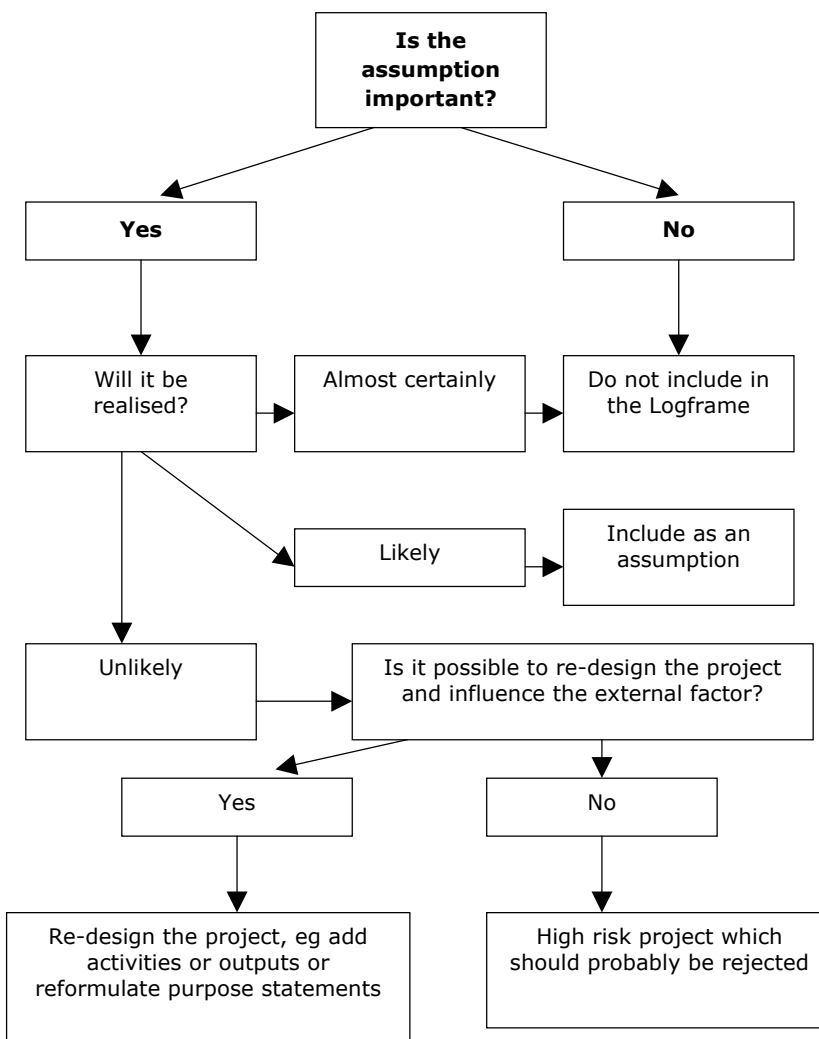 Is the
assumption
important?
Yes
No
Will it be
realised?
Almost certainly
Do not include in
the Logframe
Likely
Include as an
assumption
Unlikely
Is it possible to re-design the project
and influence the external factor?
Yes
No
Re-design the project, eg add
activities or outputs or
reformulate purpose statements
High risk project which
should probably be rejected